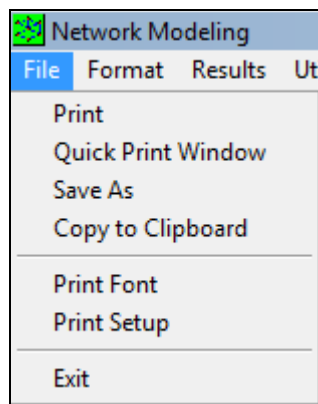 Network Modeling
File Format Results Ut
Print
Quick Print Window
Save As
Copy to Clipboard
Print Font
Print Setup
Exit